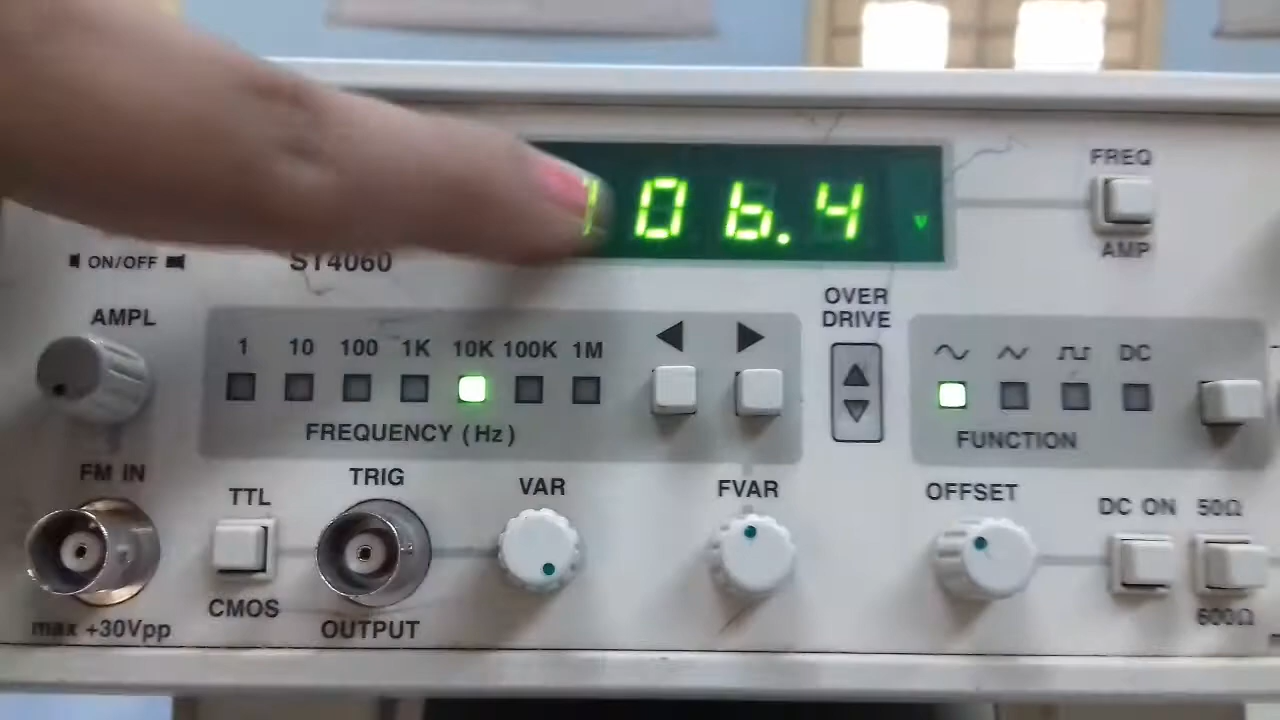 106.4 V
FREQ
AMP
ON/OFF
ST4060
AMPL
OVER
DRIVE
1 10 100 1K 10K 100K 1M
FREQUENCY (Hz)
DC
FUNCTION
FM IN
TTL
TRIG
VAR
FVAR
OFFSET
DC ON
50Ω
CMOS
OUTPUT
600Ω
max +30Vpp